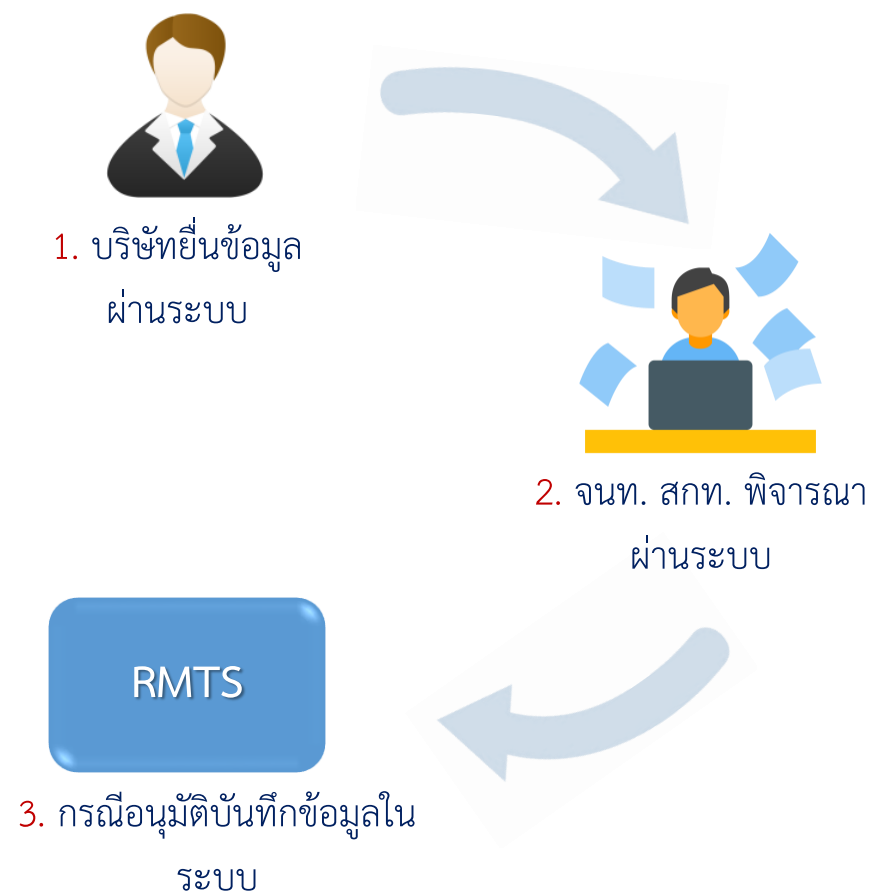 1. บริษัทยื่นข้อมูล
ผ่านระบบ
2. จนท. สกท. พิจารณา
ผ่านระบบ
RMTS
3. กรณีอนุมัติบันทึกข้อมูลใน
ระบบ